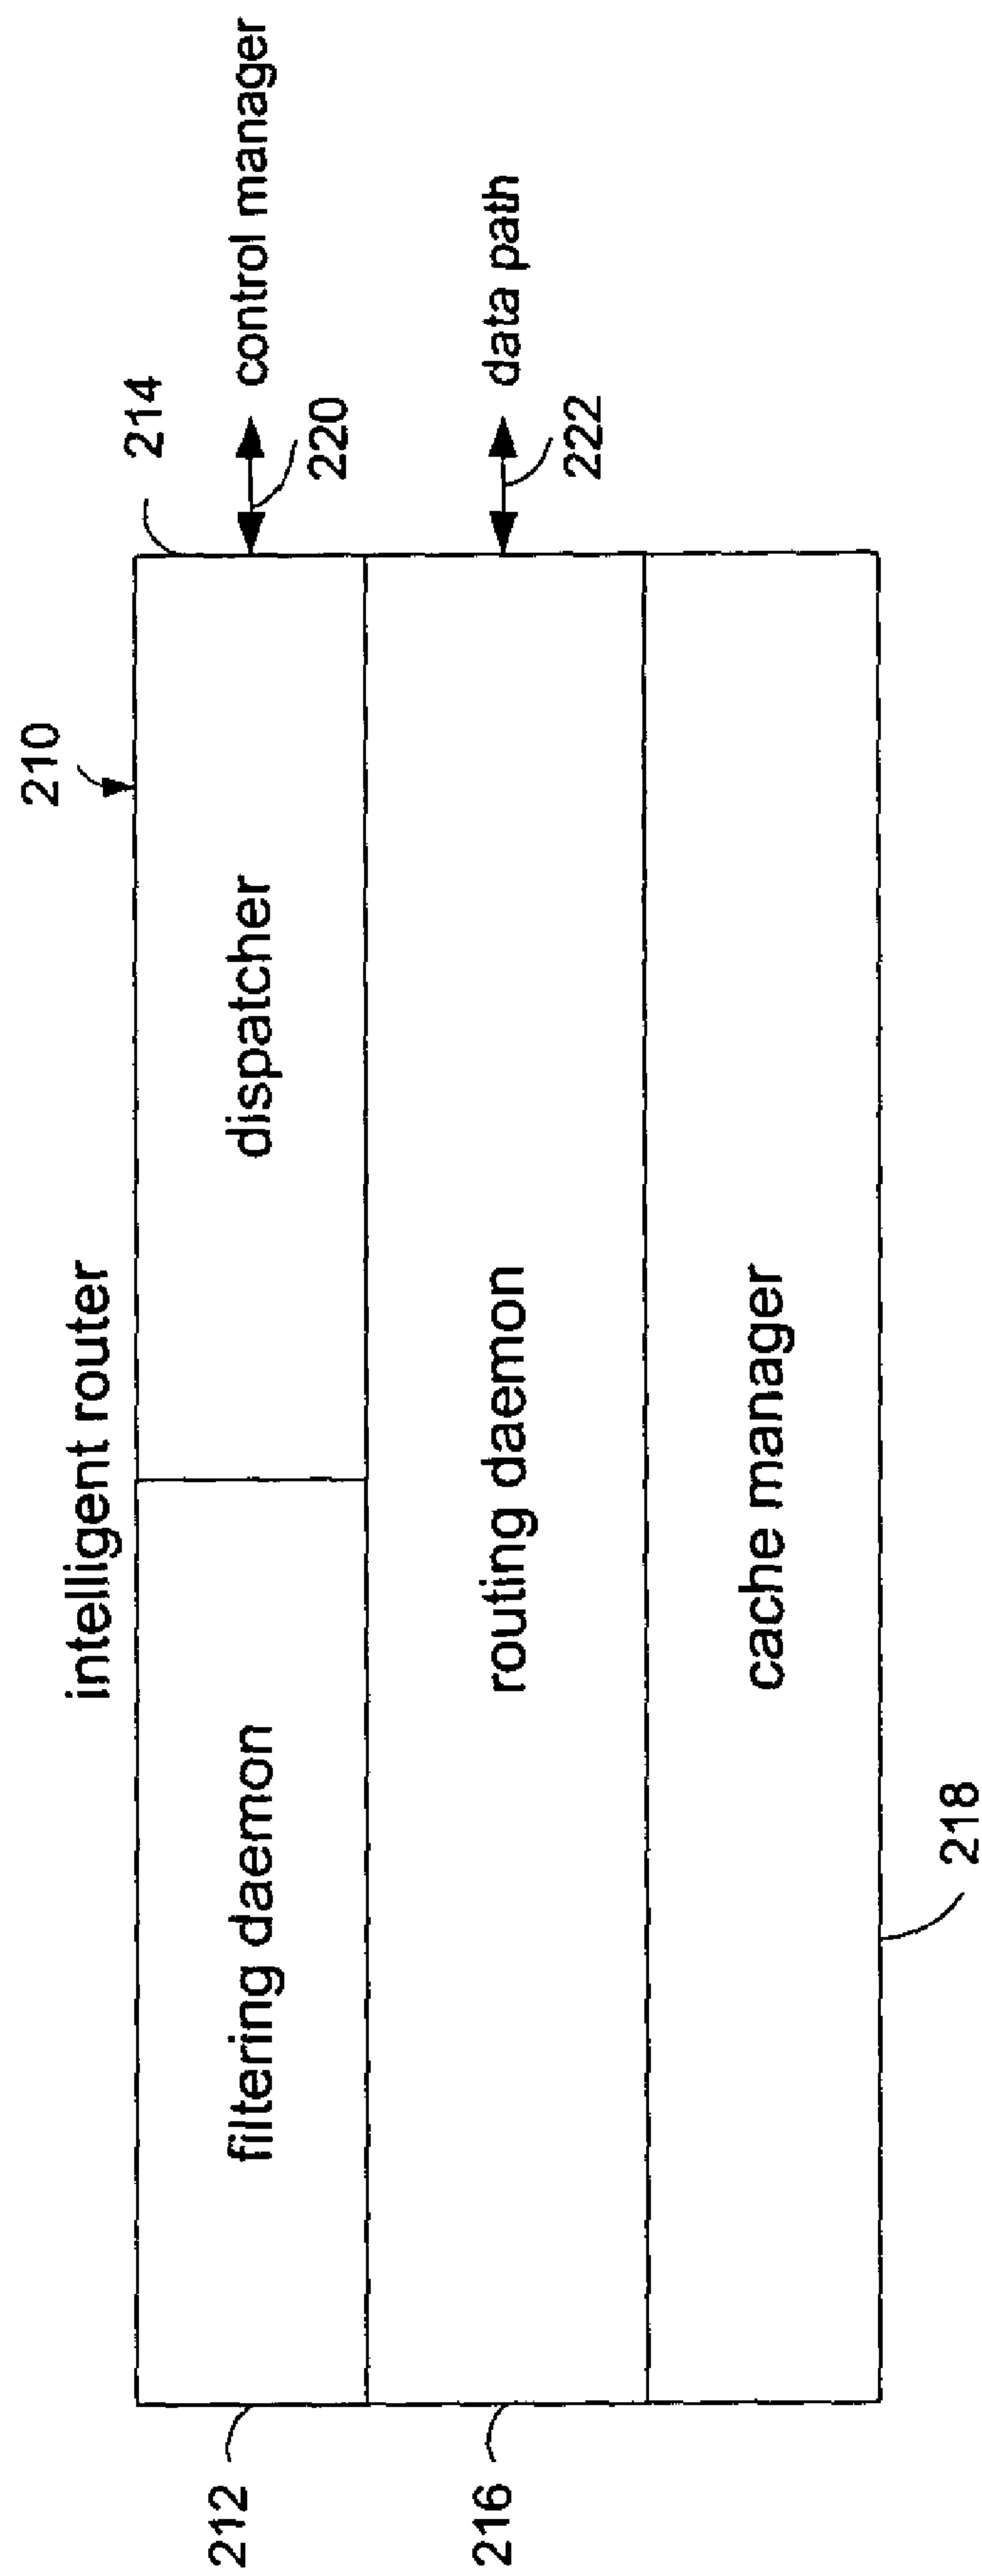 210
intelligent router
214
filtering daemon
dispatcher
control manager
220
212
routing daemon
data path
222
216
cache manager
218